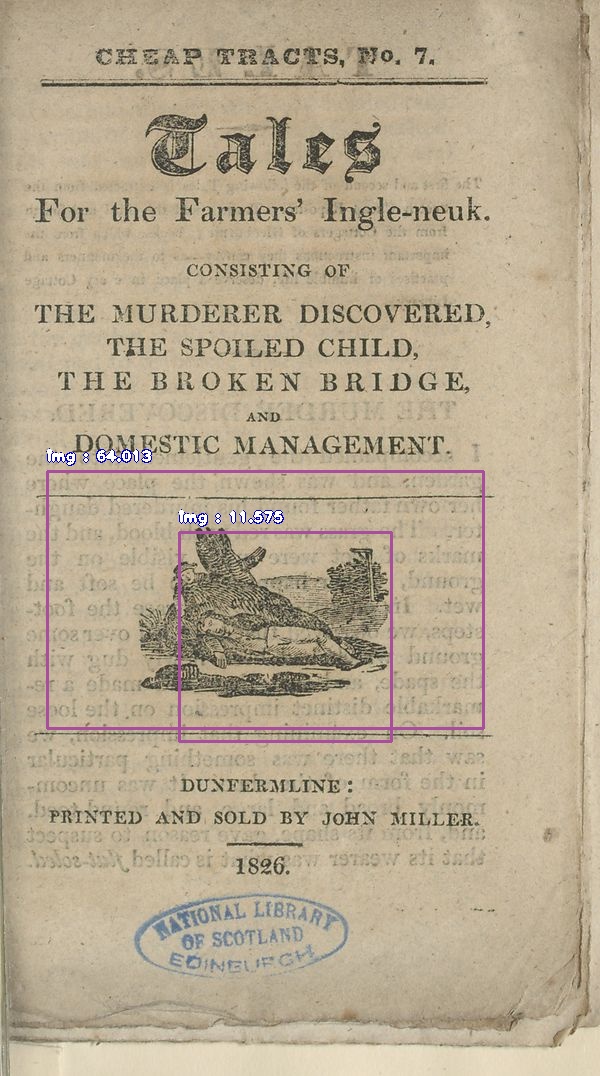 CHEAP TRACTS, No. 7.
Tales
For the Farmers' Ingle-neuk.
CONSISTING OF
THE MURDERER DISCOVERED,
THE SPOILED CHILD,
THE BROKEN BRIDGE,
AND
DOMESTIC MANAGEMENT.
img : 64.013
img : 11.575
DUNFERMLINE:
PRINTED AND SOLD BY JOHN MILLER.
1826.
NATIONAL LIBRARY
OF SCOTLAND
EDINBURGH